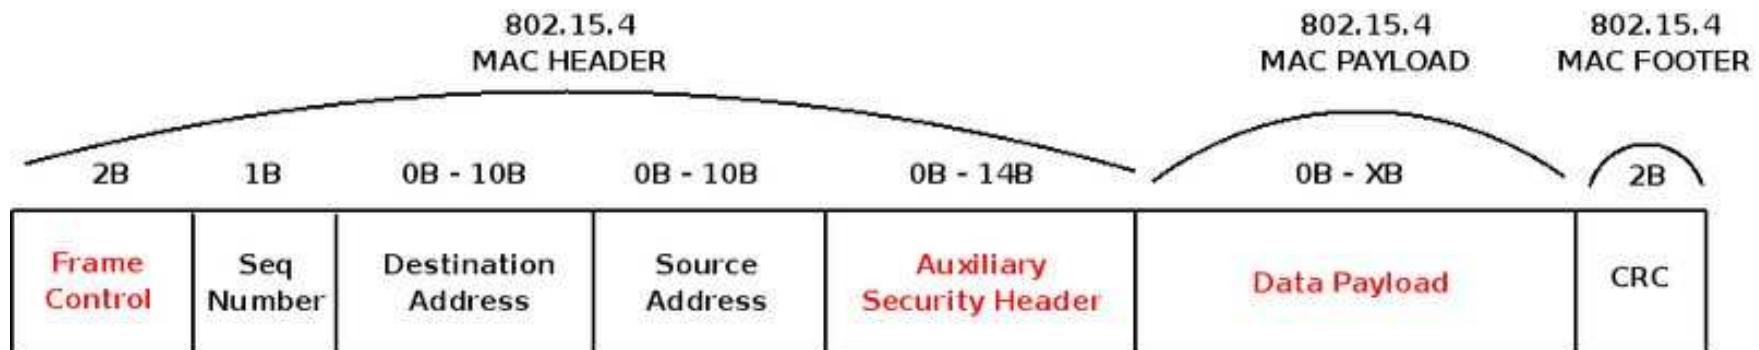 802.15.4
MAC HEADER
802.15.4
MAC PAYLOAD
802.15.4
MAC FOOTER
2B
1B
0B - 10B
0B - 10B
0B - 14B
0B - XB
2B
Frame
Control
Seq
Number
Destination
Address
Source
Address
Auxiliary
Security Header
Data Payload
CRC